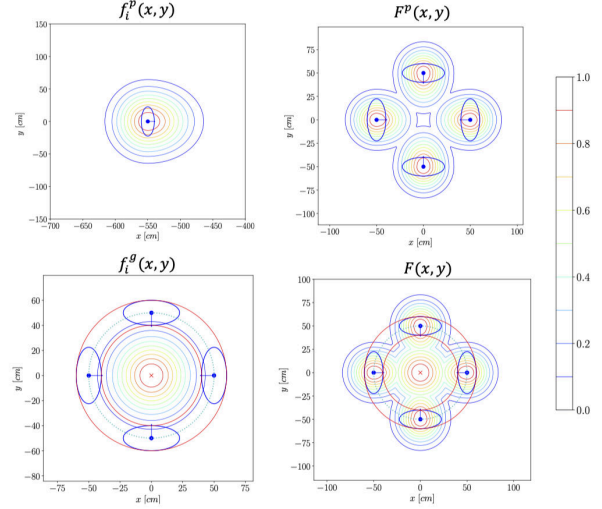 f_i^p(x, y)
F^p(x, y)
150
100
50
0
−50
−100
−150
y [cm]
−700 −650 −600 −550 −500 −450 −400
x [cm]
75
50
25
0
−25
−50
−75
−100
y [cm]
−100 −50 0 50 100
x [cm]
1.0
0.8
0.6
0.4
0.2
0.0
f_i^g(x, y)
F(x, y)
60
40
20
0
−20
−40
−60
−80
y [cm]
−75 −50 −25 0 25 50 75
x [cm]
100
75
50
25
0
−25
−50
−75
−100
y [cm]
−100 −50 0 50 100
x [cm]